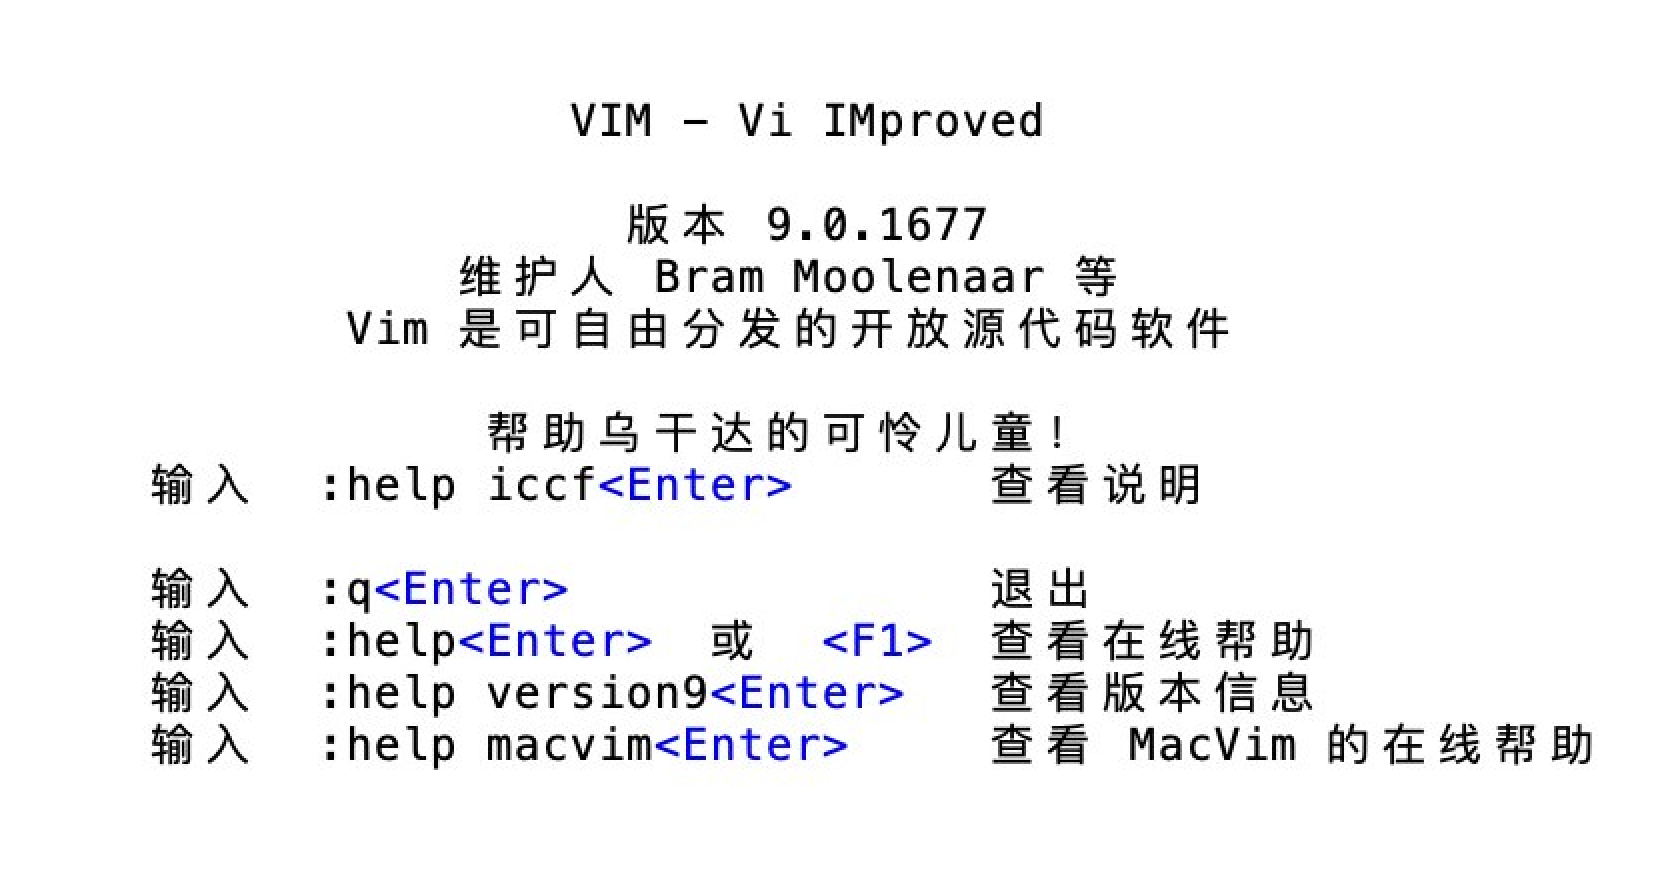 VIM - Vi IMproved
版本 9.0.1677
维护人 Bram Moolenaar 等
Vim 是可自由分发的开放源代码软件
帮助乌干达的可怜儿童!
输入 :help iccf<Enter> 查看说明
输入 :q<Enter> 退出
输入 :help<Enter> 或 <F1> 查看在线帮助
输入 :help version9<Enter> 查看版本信息
输入 :help macvim<Enter> 查看 MacVim 的在线帮助